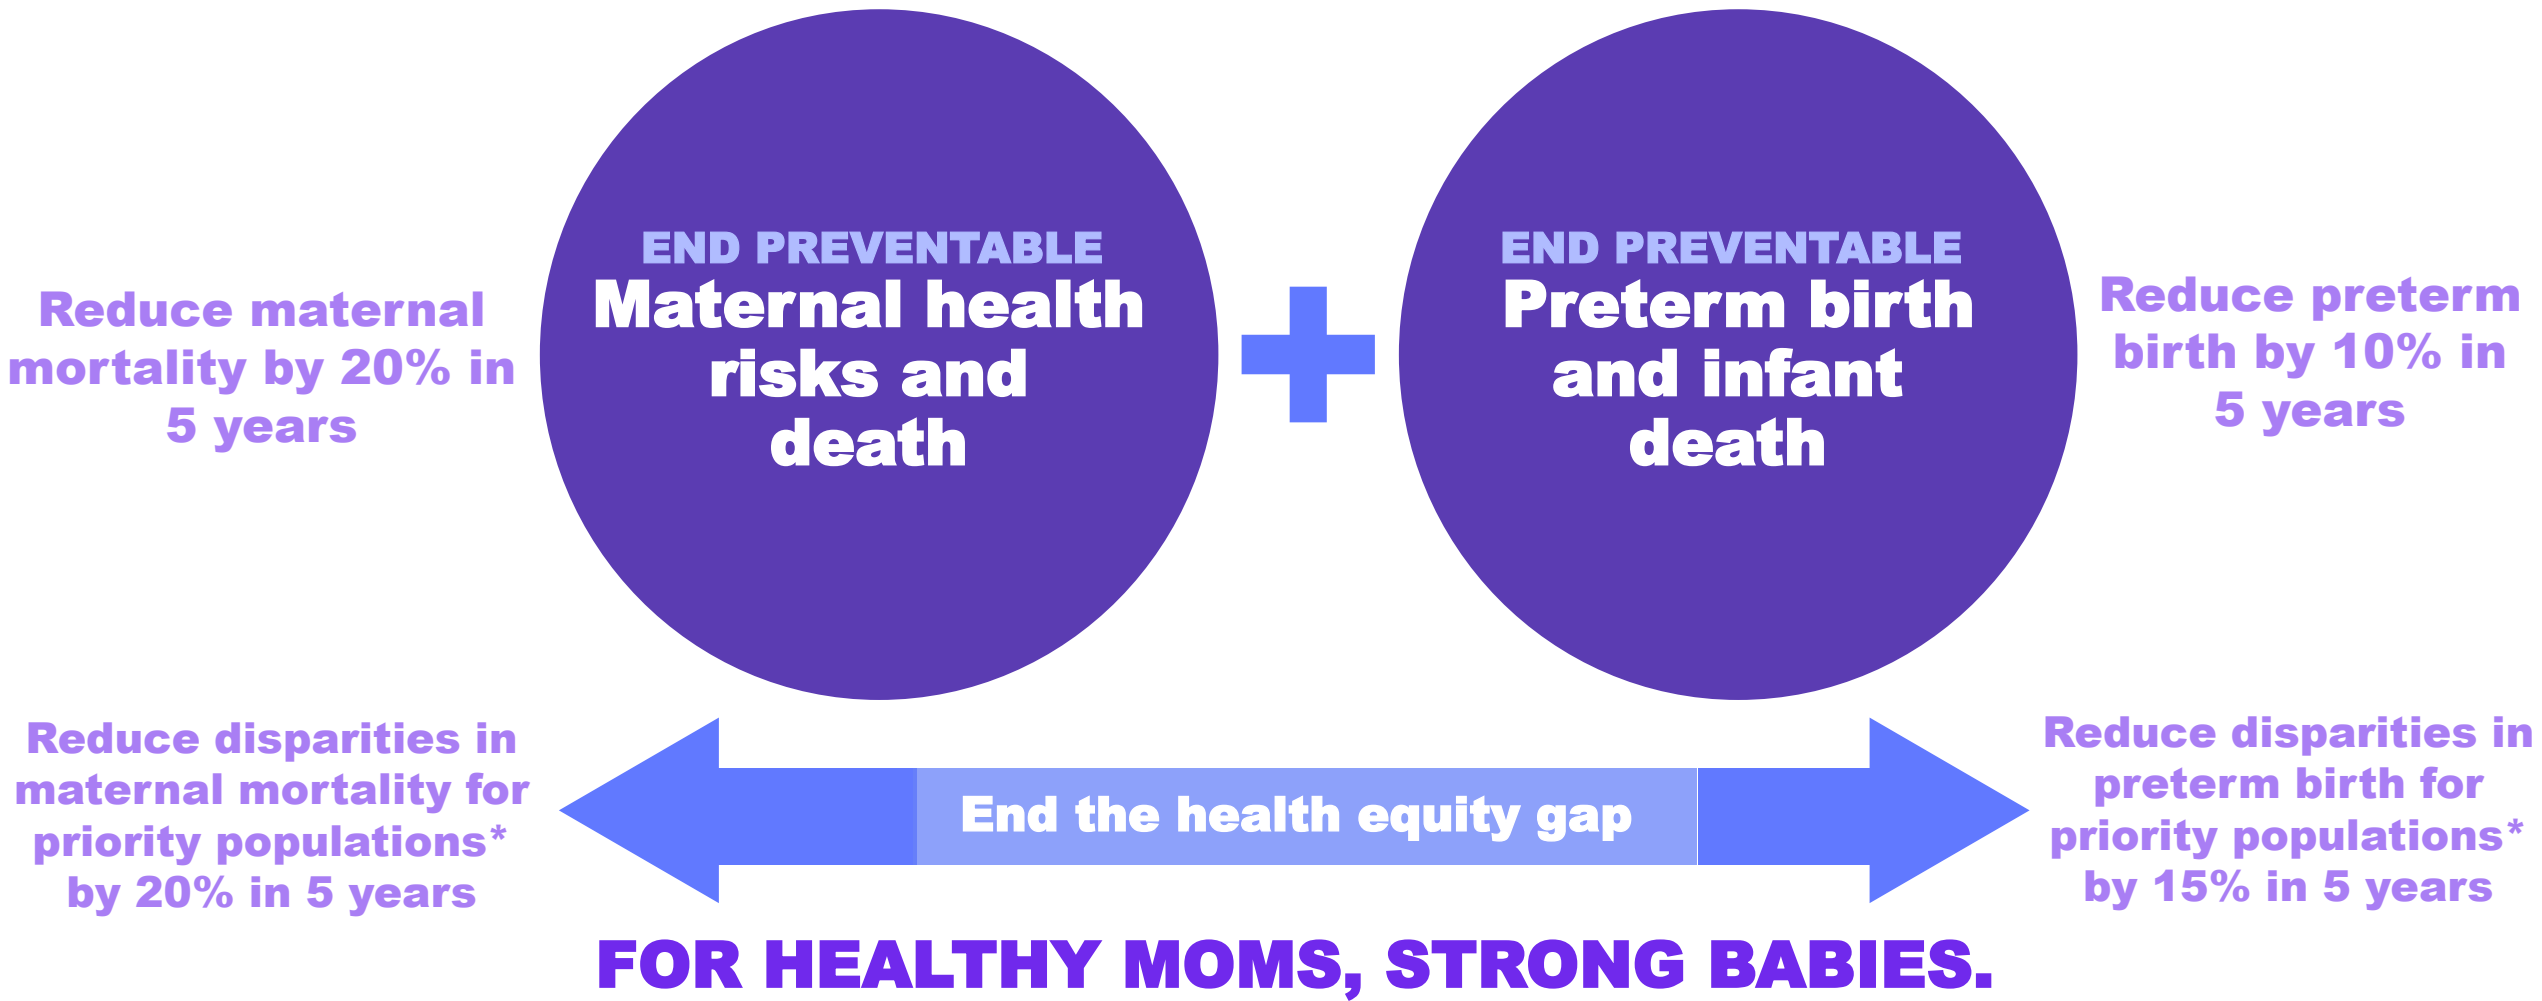 Reduce maternal
mortality by 20% in
5 years
END PREVENTABLE
Maternal health
risks and
death
END PREVENTABLE
Preterm birth
and infant
death
Reduce preterm
birth by 10% in
5 years
Reduce disparities in
maternal mortality for
priority populations*
by 20% in 5 years
End the health equity gap
Reduce disparities in
preterm birth for
priority populations*
by 15% in 5 years
FOR HEALTHY MOMS, STRONG BABIES.